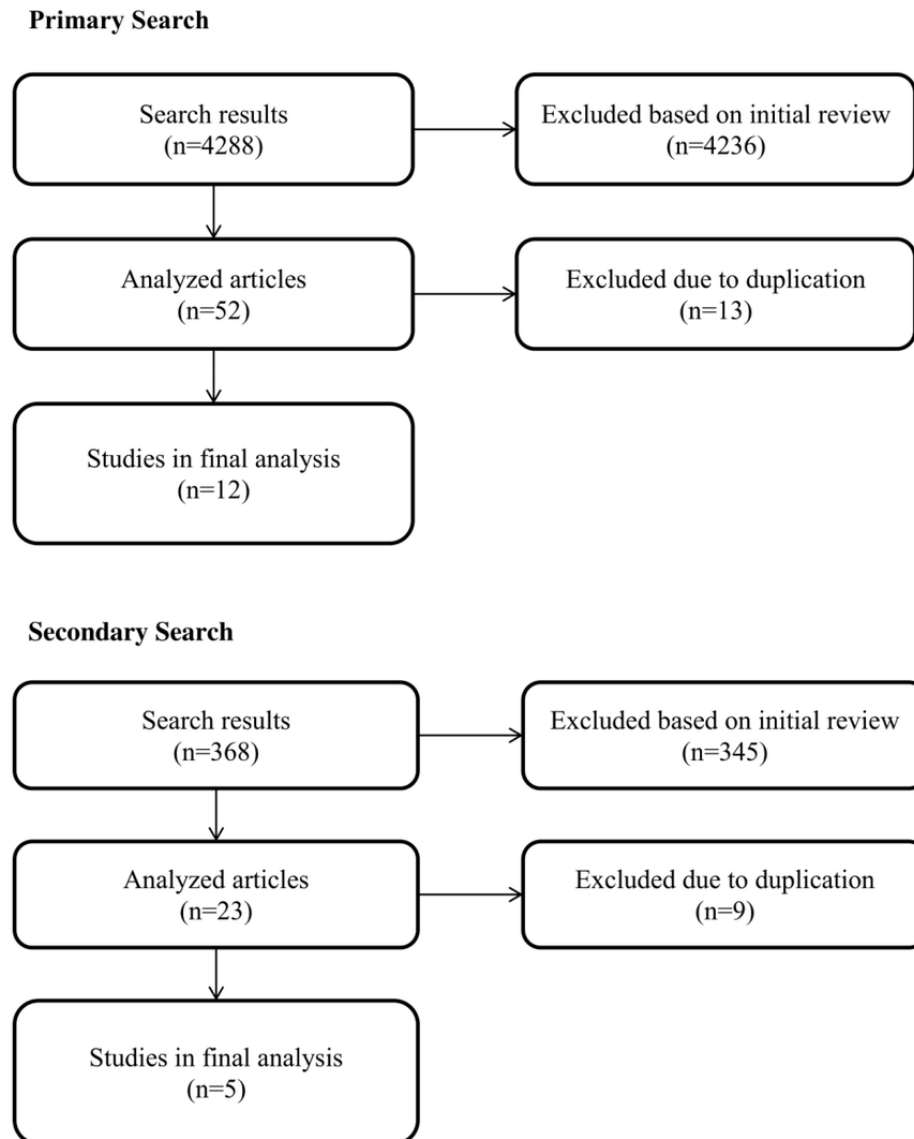 Primary Search
Search results
(n=4288)
Excluded based on initial review
(n=4236)
Analyzed articles
(n=52)
Excluded due to duplication
(n=13)
Studies in final analysis
(n=12)
Secondary Search
Search results
(n=368)
Excluded based on initial review
(n=345)
Analyzed articles
(n=23)
Excluded due to duplication
(n=9)
Studies in final analysis
(n=5)